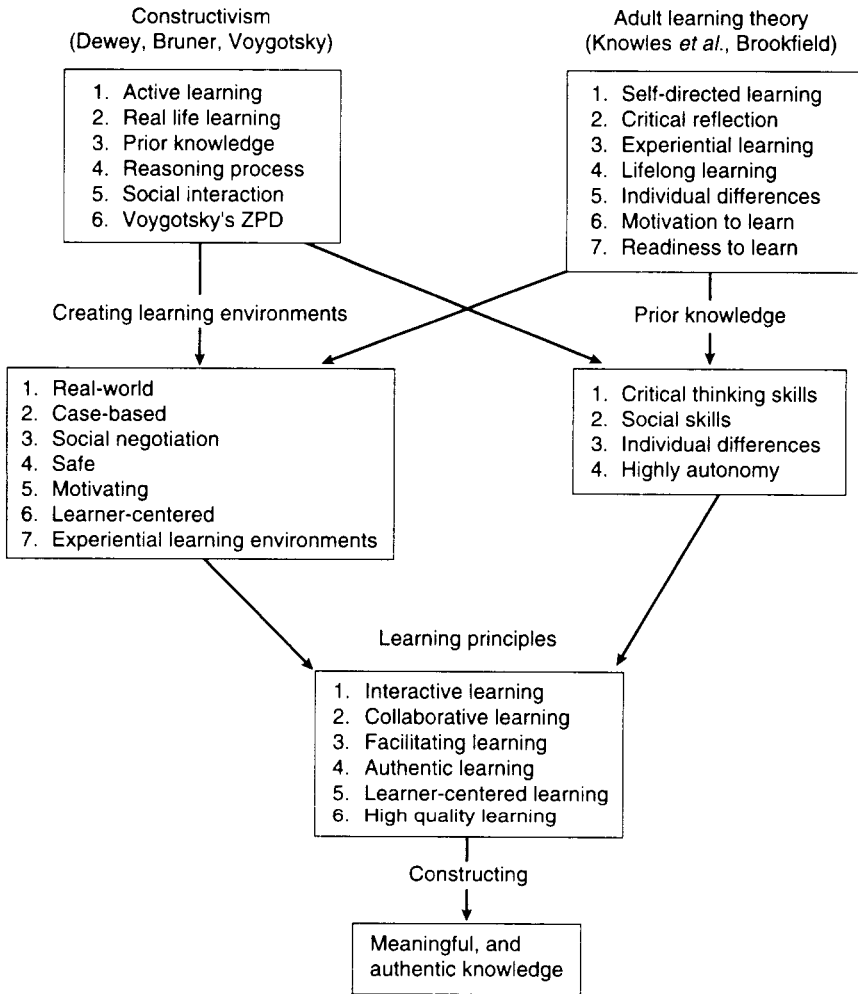 Constructivism
(Dewey, Bruner, Voygotsky)
1. Active learning
2. Real life learning
3. Prior knowledge
4. Reasoning process
5. Social interaction
6. Voygotsky's ZPD
Adult learning theory
(Knowles et al., Brookfield)
1. Self-directed learning
2. Critical reflection
3. Experiential learning
4. Lifelong learning
5. Individual differences
6. Motivation to learn
7. Readiness to learn
Creating learning environments
Prior knowledge
1. Real-world
2. Case-based
3. Social negotiation
4. Safe
5. Motivating
6. Learner-centered
7. Experiential learning environments
1. Critical thinking skills
2. Social skills
3. Individual differences
4. Highly autonomy
Learning principles
1. Interactive learning
2. Collaborative learning
3. Facilitating learning
4. Authentic learning
5. Learner-centered learning
6. High quality learning
Constructing
Meaningful, and
authentic knowledge